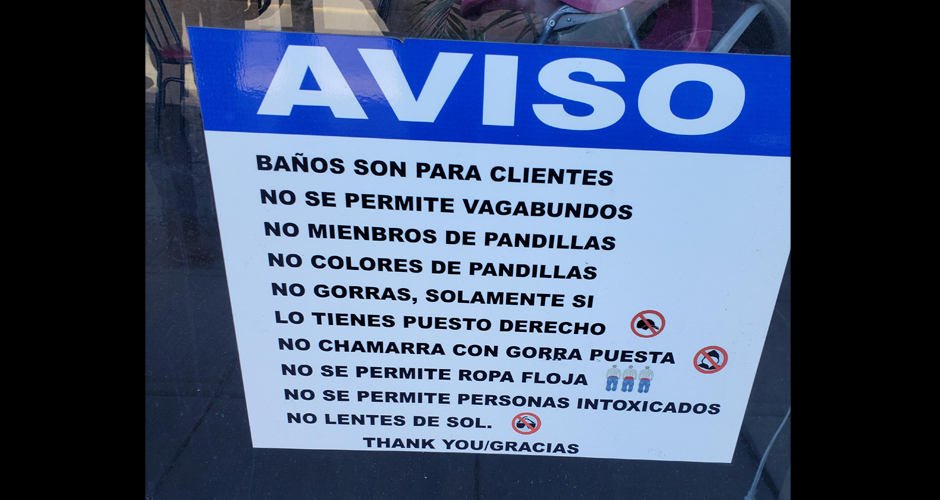 AVISO
BAÑOS SON PARA CLIENTES
NO SE PERMITE VAGABUNDOS
NO MIENBROS DE PANDILLAS
NO COLORES DE PANDILLAS
NO GORRAS, SOLAMENTE SI
LO TIENES PUESTO DERECHO
NO CHAMARRA CON GORRA PUESTA
NO SE PERMITE ROPA FLOJA
NO SE PERMITE PERSONAS INTOXICADOS
NO LENTES DE SOL.
THANK YOU/GRACIAS